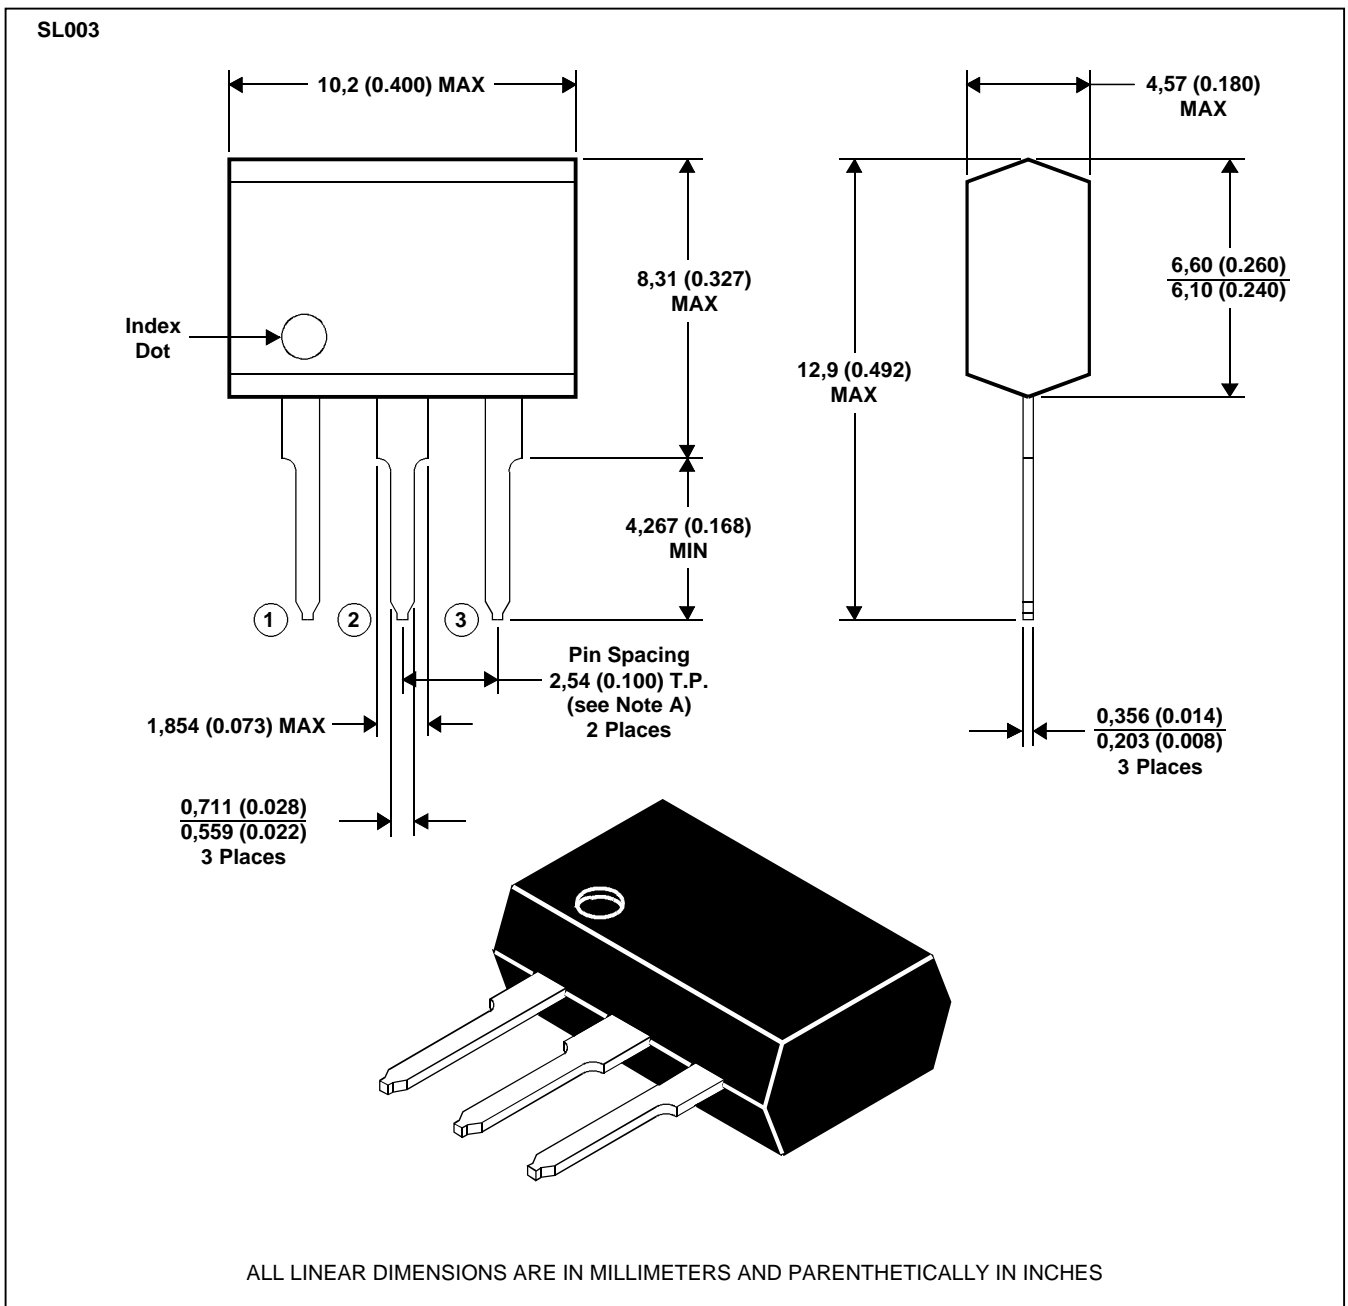 SL003
10,2 (0.400) MAX
4,57 (0.180)
MAX
8,31 (0.327)
MAX
6,60 (0.260)
6,10 (0.240)
Index
Dot
12,9 (0.492)
MAX
4,267 (0.168)
MIN
1
2
3
Pin Spacing
2,54 (0.100) T.P.
(see Note A)
2 Places
1,854 (0.073) MAX
0,356 (0.014)
0,203 (0.008)
3 Places
0,711 (0.028)
0,559 (0.022)
3 Places
ALL LINEAR DIMENSIONS ARE IN MILLIMETERS AND PARENTHETICALLY IN INCHES